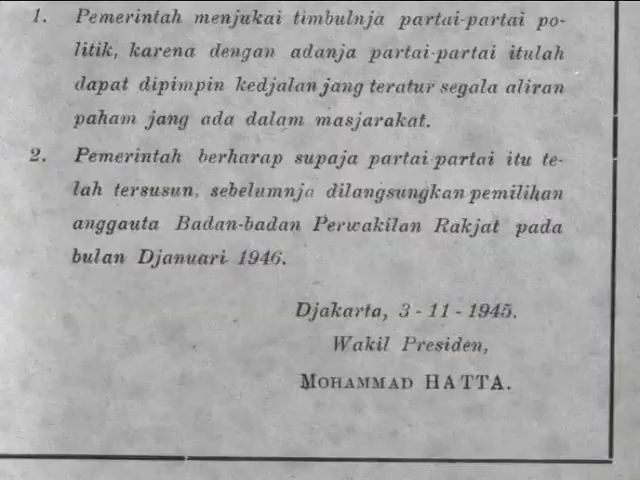 1. Pemerintah menjukai timbulnja partai-partai po-
litik, karena dengan adanja partai-partai itulah
dapat dipimpin kedjalan jang teratur segala aliran
paham jang ada dalam masjarakat.
2. Pemerintah berharap supaja partai-partai itu te-
lah tersusun, sebelumnja dilangsungkan pemilihan
anggauta Badan-badan Perwakilan Rakjat pada
bulan Djanuari 1946.
Djakarta, 3 - 11 - 1945.
Wakil Presiden,
MOHAMMAD HATTA.